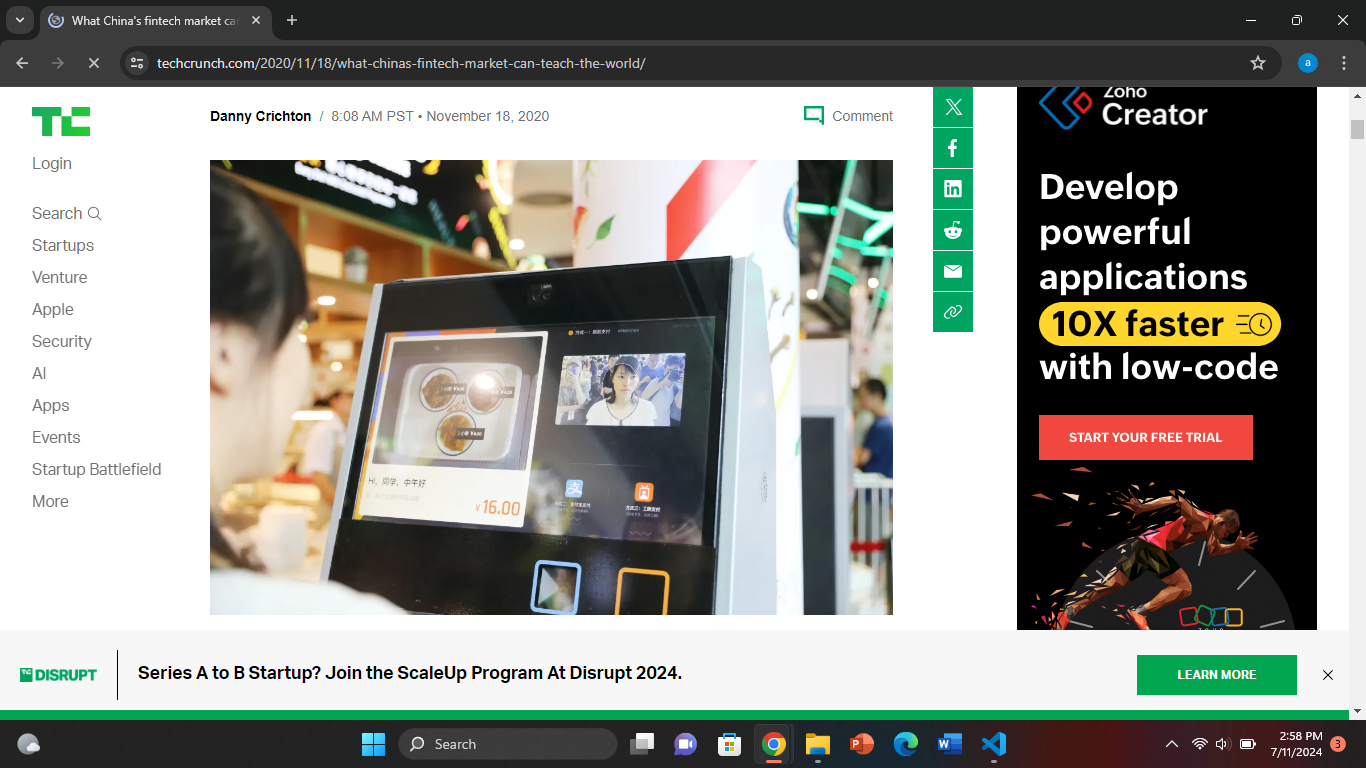 What China's fintech market ca
techcrunch.com/2020/11/18/what-chinas-fintech-market-can-teach-the-world/
a
TC
Login
Search
Startups
Venture
Apple
Security
AI
Apps
Events
Startup Battlefield
More
Danny Crichton / 8:08 AM PST • November 18, 2020
Comment
Hi，同学，中午好
¥16.00
Zoho
Creator
Develop
powerful
applications
10X faster
with low-code
START YOUR FREE TRIAL
TC DISRUPT
Series A to B Startup? Join the ScaleUp Program At Disrupt 2024.
LEARN MORE
Search
2:58 PM
7/11/2024
3